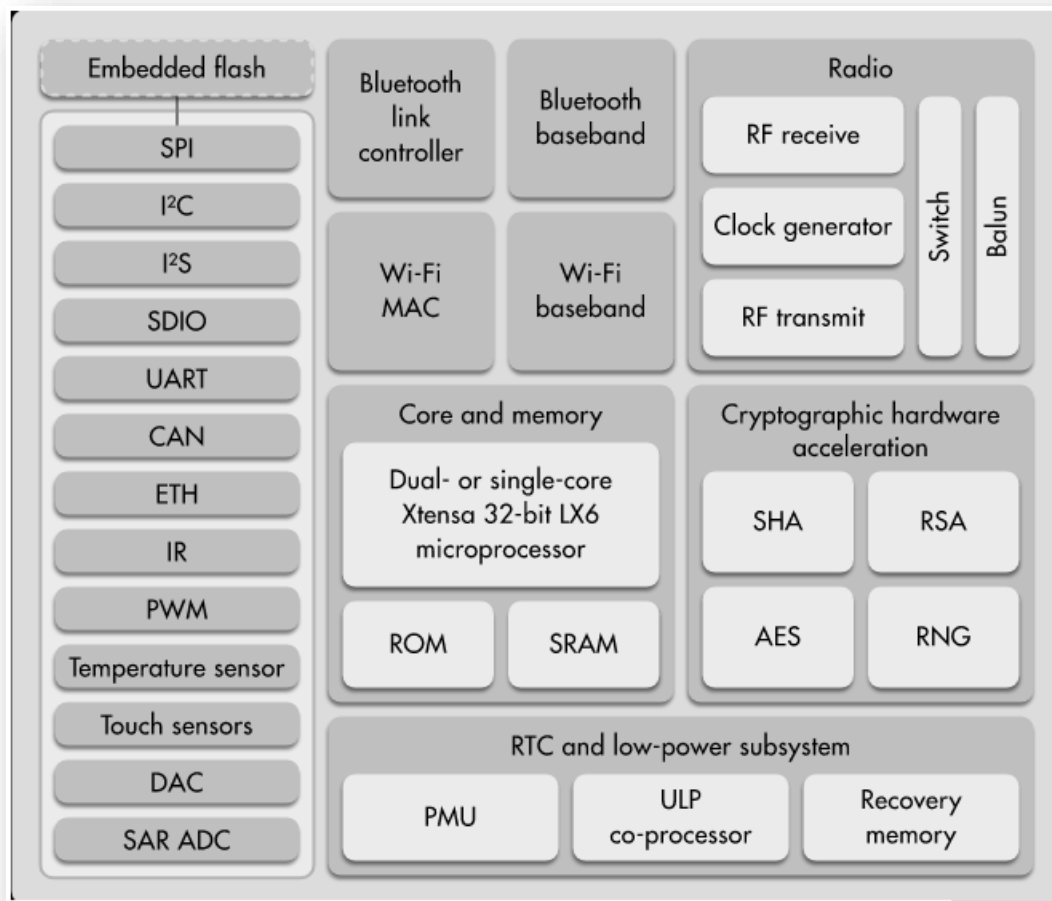 Embedded flash
SPI
I²C
I²S
SDIO
UART
CAN
ETH
IR
PWM
Temperature sensor
Touch sensors
DAC
SAR ADC
Bluetooth
link
controller
Bluetooth
baseband
Wi-Fi
MAC
Wi-Fi
baseband
Radio
RF receive
Clock generator
RF transmit
Switch
Balun
Core and memory
Dual- or single-core
Xtensa 32-bit LX6
microprocessor
ROM
SRAM
Cryptographic hardware
acceleration
SHA
RSA
AES
RNG
RTC and low-power subsystem
PMU
ULP
co-processor
Recovery
memory